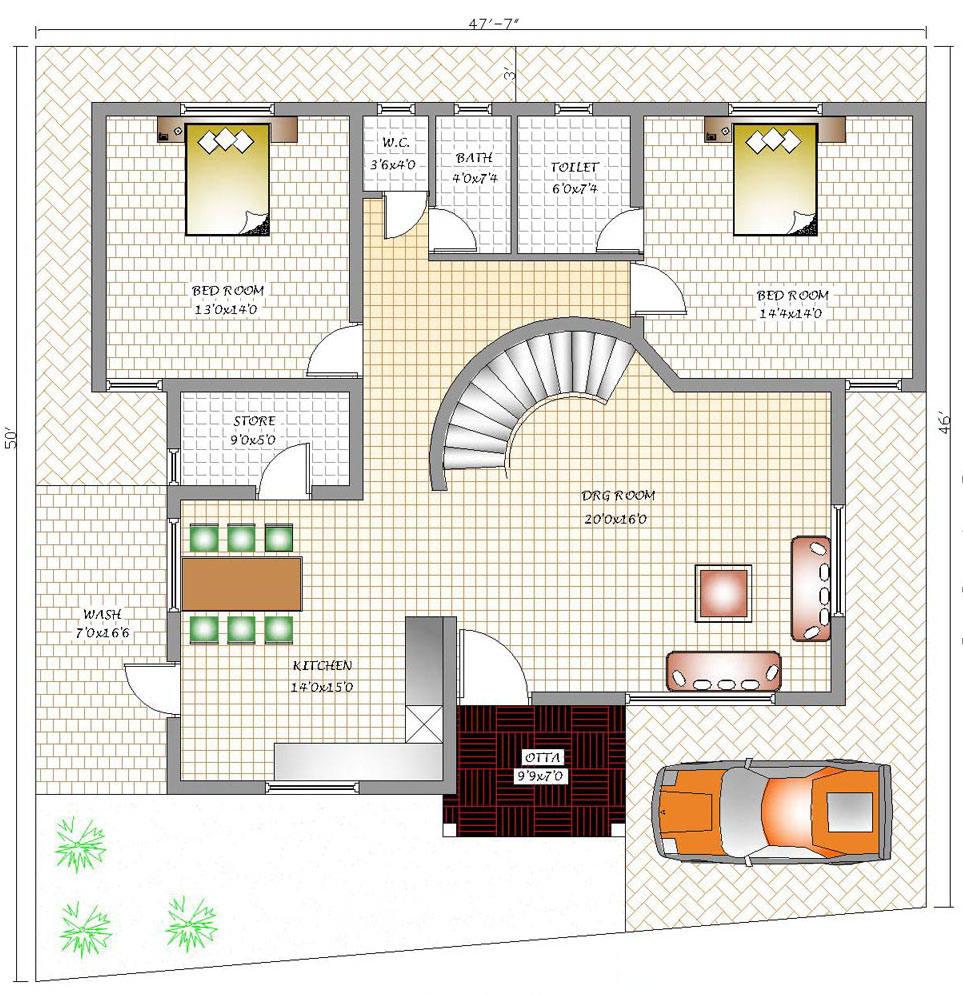 47'-7"
3'
W.C.
3'6x4'0
BATH
4'0x7'4
TOILET
6'0x7'4
BED ROOM
13'0x14'0
BED ROOM
14'4x14'0
50'
46'
STORE
9'0x5'0
DRG ROOM
20'0x16'0
WASH
7'0x16'6
KITCHEN
14'0x15'0
OTTA
9'9x7'0